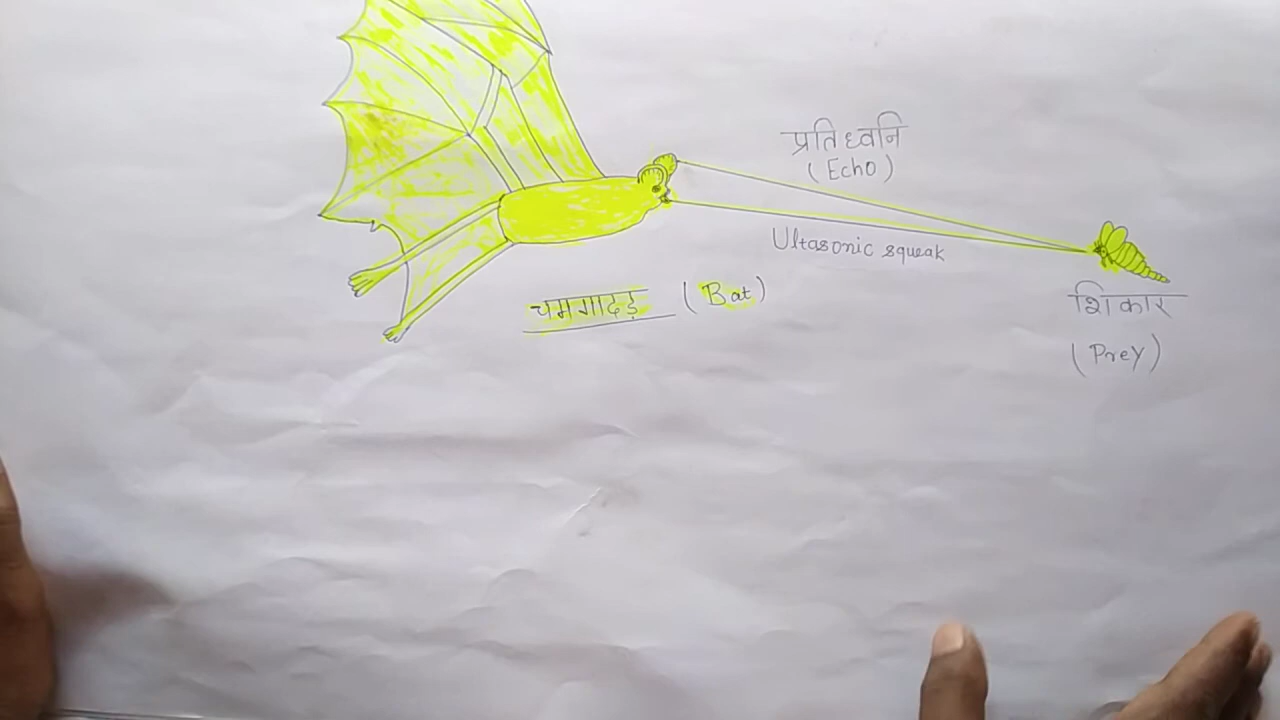 प्रतिध्वनि
(Echo)
Ultasonic squeak
चमगादड़ (Bat)
शिकार
(Prey)